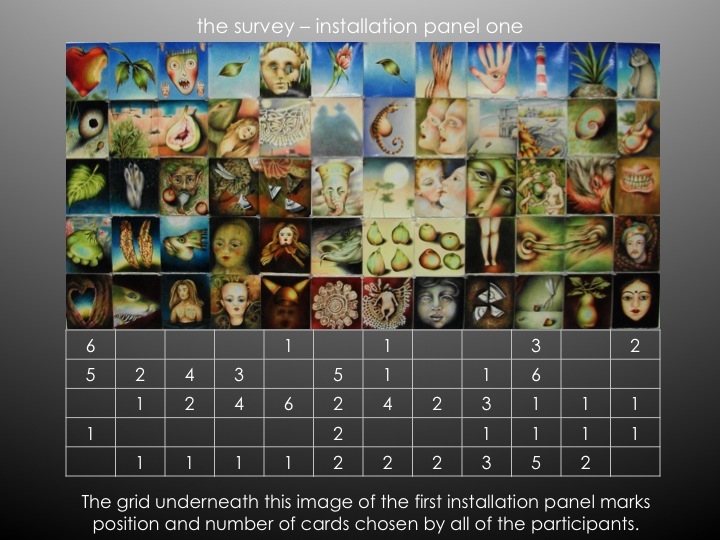 the survey – installation panel one
6 1 1 3 2
5 2 4 3 5 1 1 6
1 2 4 6 2 4 2 3 1 1 1
1 2 1 1 1 1
1 1 1 1 2 2 2 3 5 2
The grid underneath this image of the first installation panel marks
position and number of cards chosen by all of the participants.